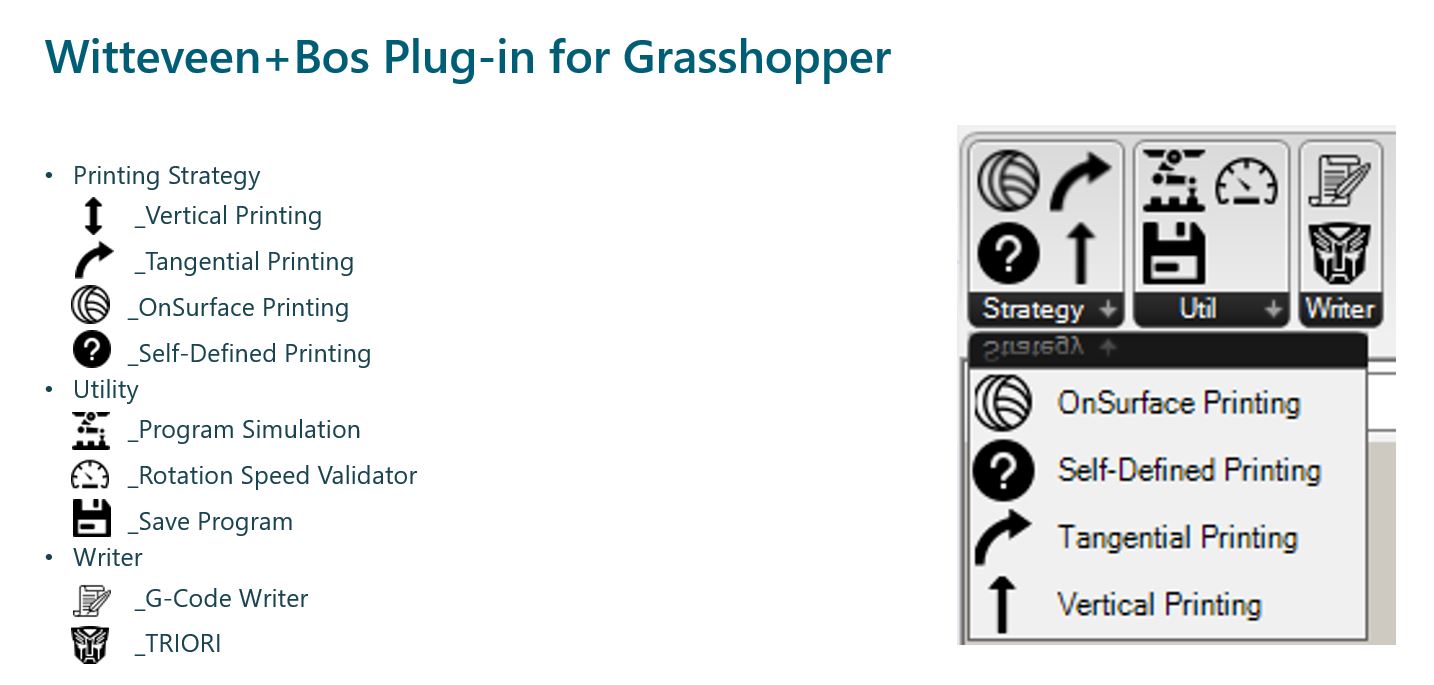 Witteveen+Bos Plug-in for Grasshopper
• Printing Strategy
_Vertical Printing
_Tangential Printing
_OnSurface Printing
_Self-Defined Printing
• Utility
_Program Simulation
_Rotation Speed Validator
_Save Program
• Writer
_G-Code Writer
_TRIORI
Strategy Util Writer
Strategy
OnSurface Printing
Self-Defined Printing
Tangential Printing
Vertical Printing